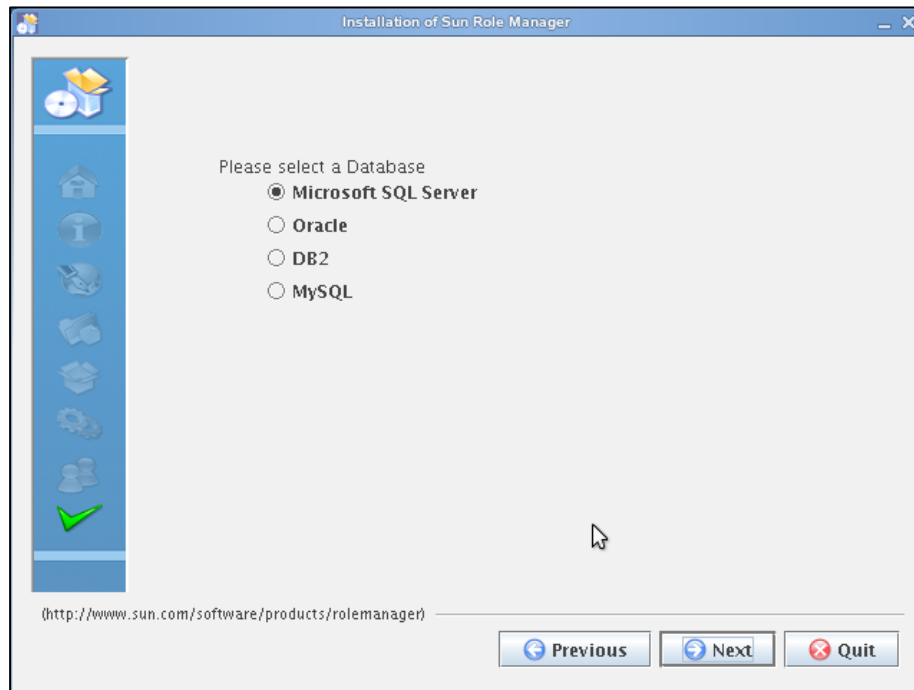 Installation of Sun Role Manager
Please select a Database
Microsoft SQL Server
Oracle
DB2
MySQL
(http://www.sun.com/software/products/rolemanager)
Previous
Next
Quit